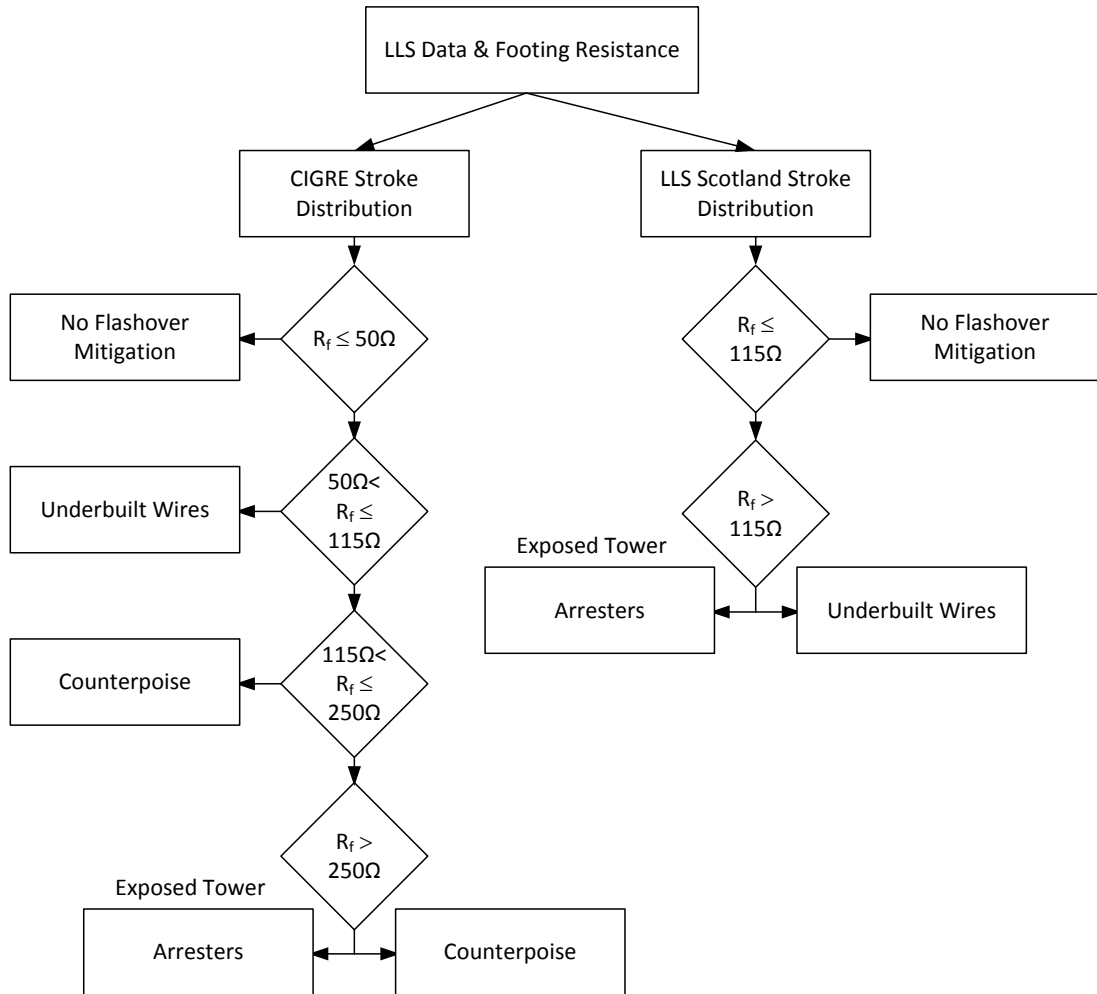 LLS Data & Footing Resistance
CIGRE Stroke
Distribution
LLS Scotland Stroke
Distribution
No Flashover
Mitigation
R_f ≤ 50Ω
R_f ≤
115Ω
No Flashover
Mitigation
Underbuilt Wires
50Ω<
R_f ≤
115Ω
R_f >
115Ω
Exposed Tower
Arresters
Underbuilt Wires
Counterpoise
115Ω<
R_f ≤
250Ω
R_f >
250Ω
Exposed Tower
Arresters
Counterpoise